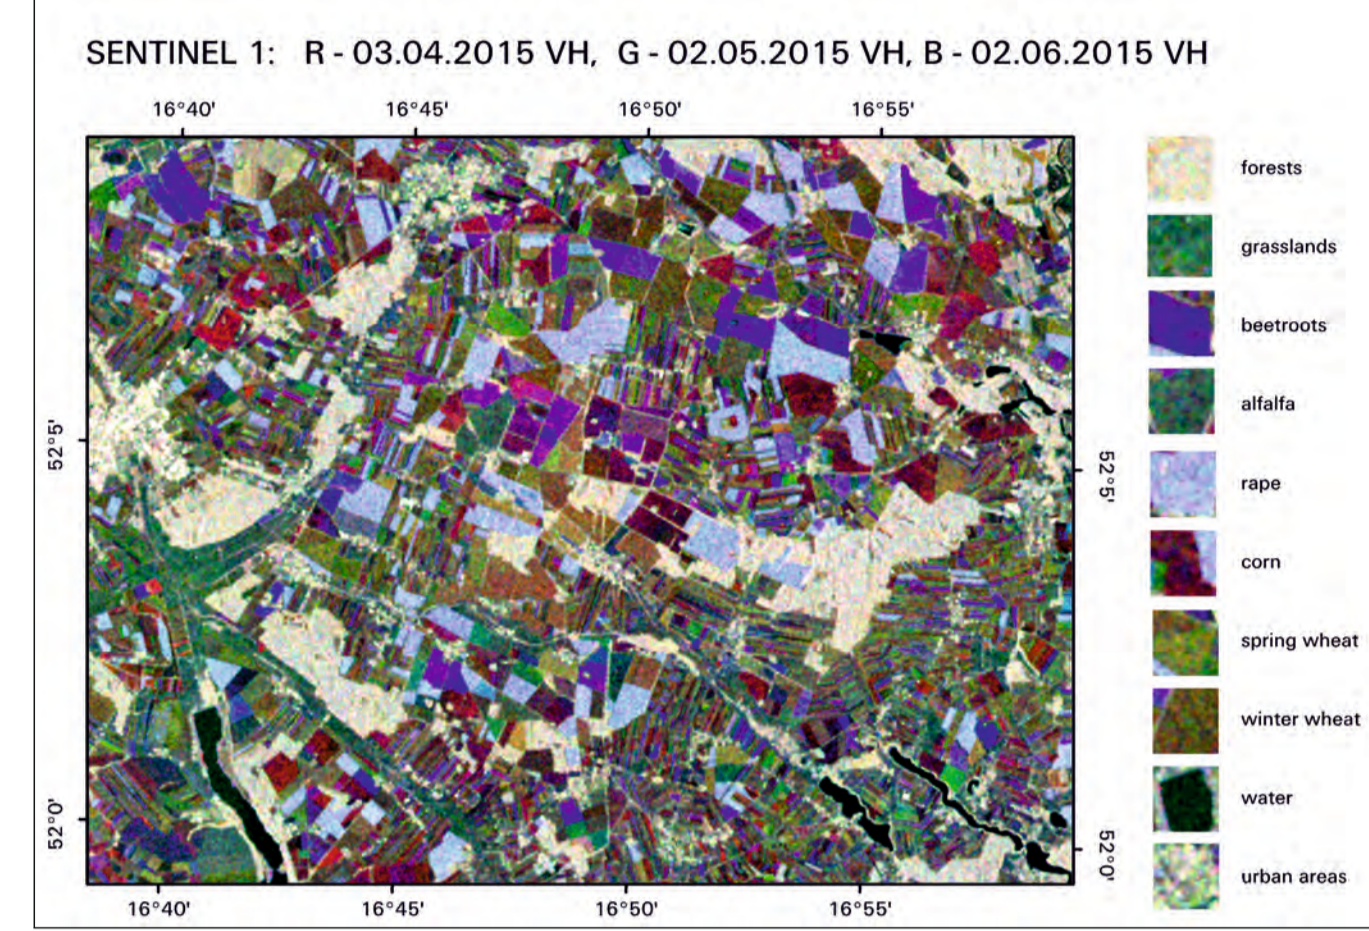 SENTINEL 1: R - 03.04.2015 VH, G - 02.05.2015 VH, B - 02.06.2015 VH
16°40' 16°45' 16°50' 16°55'
forests
grasslands
beetroots
alfalfa
52°5'
52°5'
rape
corn
spring wheat
winter wheat
water
52°0'
52°0'
urban areas
16°40' 16°45' 16°50' 16°55'